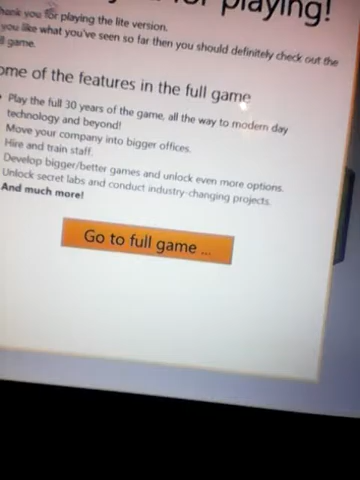 playing!
Thank you for playing the lite version.
you like what you've seen so far then you should definitely check out the
game.
ome of the features in the full game
Play the full 30 years of the game, all the way to modern day
technology and beyond!
Move your company into bigger offices.
Hire and train staff.
Develop bigger/better games and unlock even more options.
Unlock secret labs and conduct industry-changing projects.
And much more!
Go to full game ...